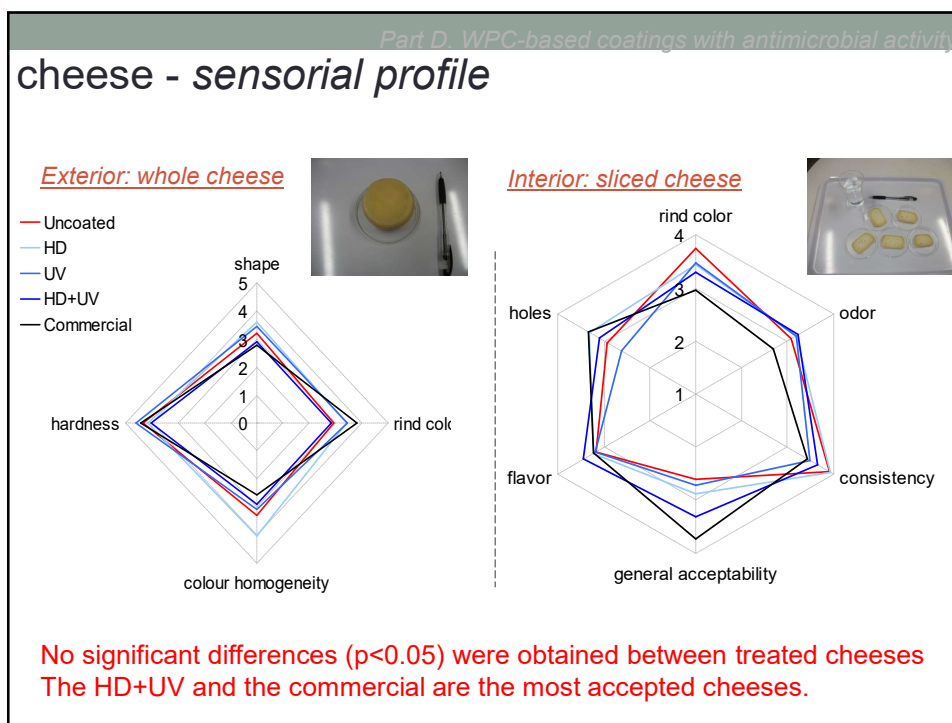 Part D. WPC-based coatings with antimicrobial activity
cheese - sensorial profile
Exterior: whole cheese
Uncoated
HD
UV
HD+UV
Commercial
shape
5
4
3
2
1
0
hardness
rind colo
colour homogeneity
Interior: sliced cheese
rind color
4
3
2
1
holes
odor
flavor
consistency
general acceptability
No significant differences (p<0.05) were obtained between treated cheeses
The HD+UV and the commercial are the most accepted cheeses.